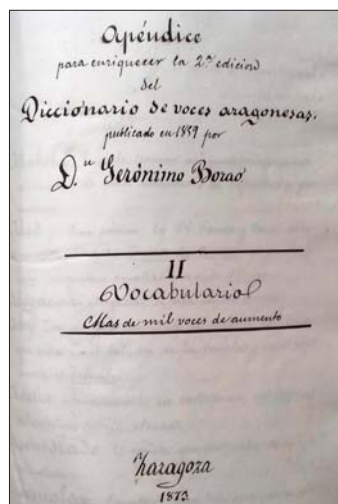 Apéndice
para enriquecer la 2.ª edicion
del
Diccionario de voces aragonesas.
publicado en 1859 por
D.ⁿ Gerónimo Borao
II
Vocabulario
Mas de mil voces de aumento
Zaragoza
1873